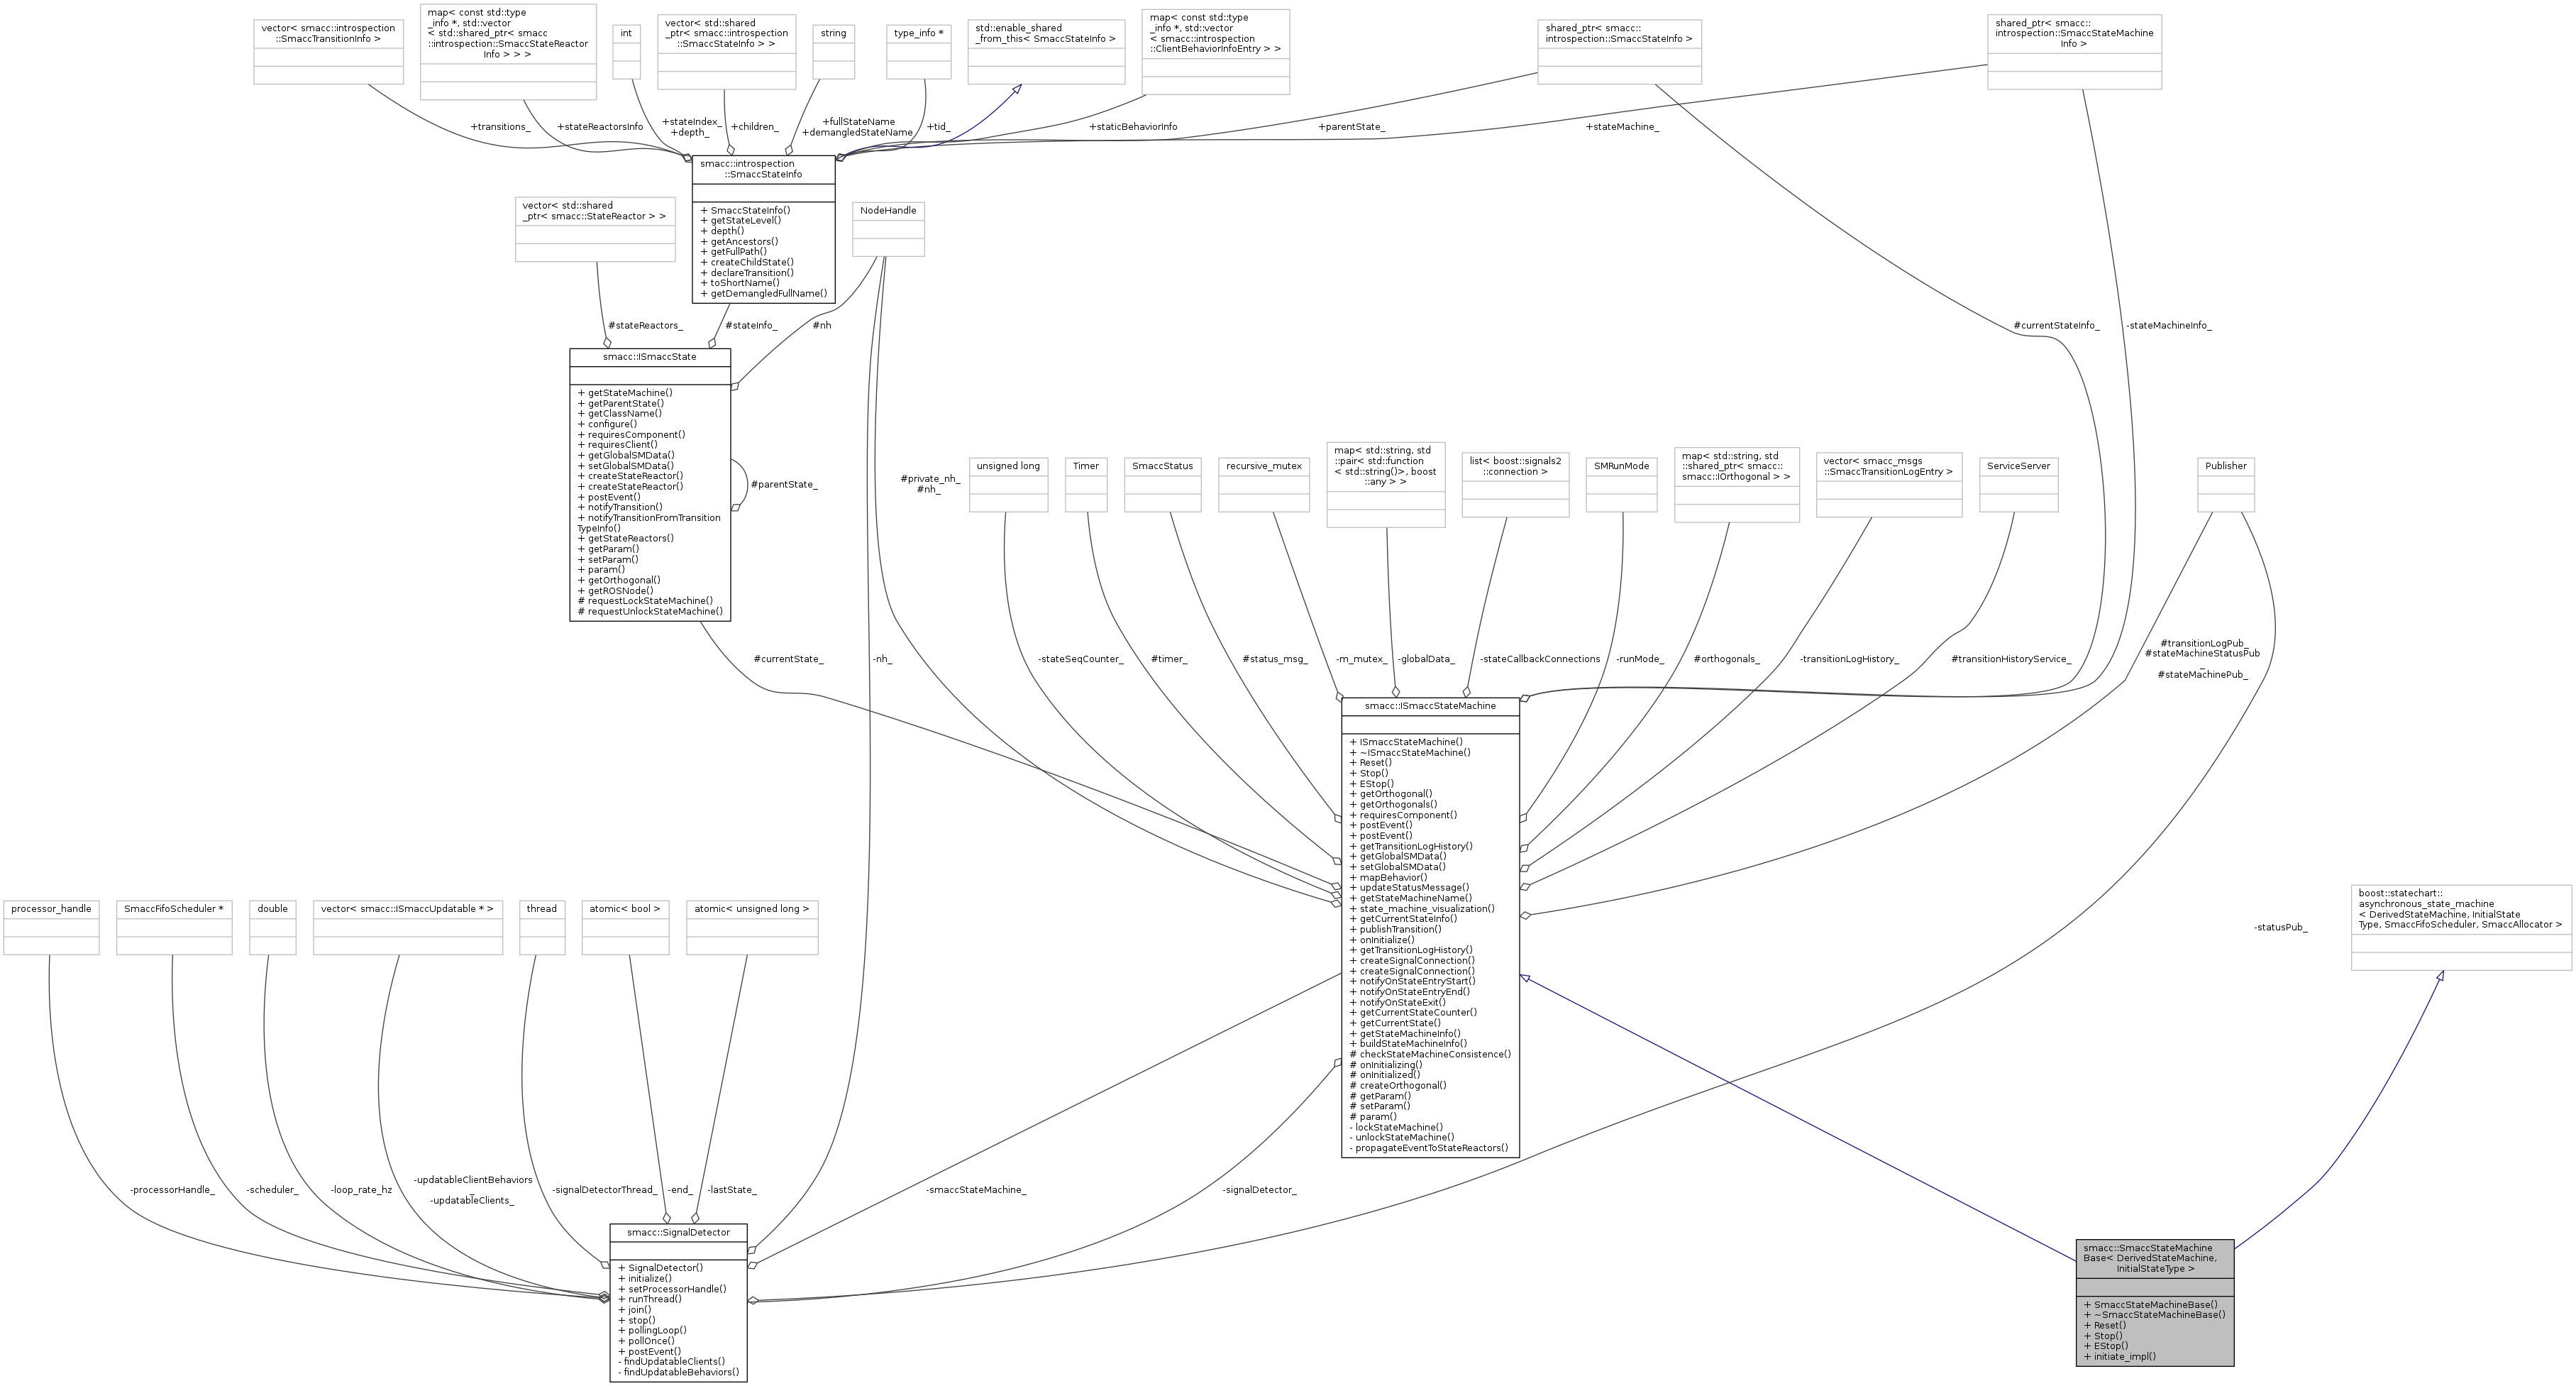 vector< smacc::introspection
::SmaccTransitionInfo >
map< const std::type
_info *, std::vector
< std::shared_ptr< smacc
::introspection::SmaccStateReactor
Info > > >
int
vector< std::shared
_ptr< smacc::introspection
::SmaccStateInfo > >
string
type_info *
std::enable_shared
_from_this< SmaccStateInfo >
map< const std::type
_info *, std::vector
< smacc::introspection
::ClientBehaviorInfoEntry > >
shared_ptr< smacc::
introspection::SmaccStateInfo >
shared_ptr< smacc::
introspection::SmaccStateMachine
Info >
+transitions_
+stateReactorsInfo
+stateIndex_
+depth_
+children_
+fullStateName
+demangledStateName
+tid_
+staticBehaviorInfo
+parentState_
+stateMachine_
smacc::introspection
::SmaccStateInfo
+ SmaccStateInfo()
+ getStateLevel()
+ depth()
+ getAncestors()
+ getFullPath()
+ createChildState()
+ declareTransition()
+ toShortName()
+ getDemangledFullName()
vector< std::shared
_ptr< smacc::StateReactor > >
NodeHandle
#stateReactors_
#stateInfo_
#nh
#currentStateInfo_
-stateMachineInfo_
smacc::ISmaccState
+ getStateMachine()
+ getParentState()
+ getClassName()
+ configure()
+ requiresComponent()
+ requiresClient()
+ getGlobalSMData()
+ setGlobalSMData()
+ createStateReactor()
+ createStateReactor()
+ postEvent()
+ notifyTransition()
+ notifyTransitionFromTransition
TypeInfo()
+ getStateReactors()
+ getParam()
+ setParam()
+ param()
+ getOrthogonal()
+ getROSNode()
# requestLockStateMachine()
# requestUnlockStateMachine()
#parentState_
#private_nh_
#nh_
unsigned long
Timer
SmaccStatus
recursive_mutex
map< std::string, std
::pair< std::function
< std::string()>, boost
::any > >
list< boost::signals2
::connection >
SMRunMode
map< std::string, std
::shared_ptr< smacc::
smacc::IOrthogonal > >
vector< smacc_msgs
::SmaccTransitionLogEntry >
ServiceServer
Publisher
#currentState_
-nh_
-stateSeqCounter_
#timer_
#status_msg_
-m_mutex_
-globalData_
-stateCallbackConnections
-runMode_
#orthogonals_
-transitionLogHistory_
#transitionHistoryService_
#transitionLogPub_
#stateMachineStatusPub
_
#stateMachinePub_
smacc::ISmaccStateMachine
+ ISmaccStateMachine()
+ ~ISmaccStateMachine()
+ Reset()
+ Stop()
+ EStop()
+ getOrthogonal()
+ getOrthogonals()
+ requiresComponent()
+ postEvent()
+ postEvent()
+ getTransitionLogHistory()
+ getGlobalSMData()
+ setGlobalSMData()
+ mapBehavior()
+ updateStatusMessage()
+ getStateMachineName()
+ state_machine_visualization()
+ getCurrentStateInfo()
+ publishTransition()
+ onInitialize()
+ getTransitionLogHistory()
+ createSignalConnection()
+ createSignalConnection()
+ notifyOnStateEntryStart()
+ notifyOnStateEntryEnd()
+ notifyOnStateExit()
+ getCurrentStateCounter()
+ getCurrentState()
+ getStateMachineInfo()
+ buildStateMachineInfo()
# checkStateMachineConsistence()
# onInitializing()
# onInitialized()
# createOrthogonal()
# getParam()
# setParam()
# param()
- lockStateMachine()
- unlockStateMachine()
- propagateEventToStateReactors()
processor_handle
SmaccFifoScheduler *
double
vector< smacc::ISmaccUpdatable * >
thread
atomic< bool >
atomic< unsigned long >
-statusPub_
boost::statechart::
asynchronous_state_machine
< DerivedStateMachine, InitialState
Type, SmaccFifoScheduler, SmaccAllocator >
-processorHandle_
-scheduler_
-loop_rate_hz
-updatableClientBehaviors
_
-updatableClients_
-signalDetectorThread_
-end_
-lastState_
-smaccStateMachine_
-signalDetector_
smacc::SignalDetector
+ SignalDetector()
+ initialize()
+ setProcessorHandle()
+ runThread()
+ join()
+ stop()
+ pollingLoop()
+ pollOnce()
+ postEvent()
- findUpdatableClients()
- findUpdatableBehaviors()
smacc::SmaccStateMachine
Base< DerivedStateMachine,
InitialStateType >
+ SmaccStateMachineBase()
+ ~SmaccStateMachineBase()
+ Reset()
+ Stop()
+ EStop()
+ initiate_impl()